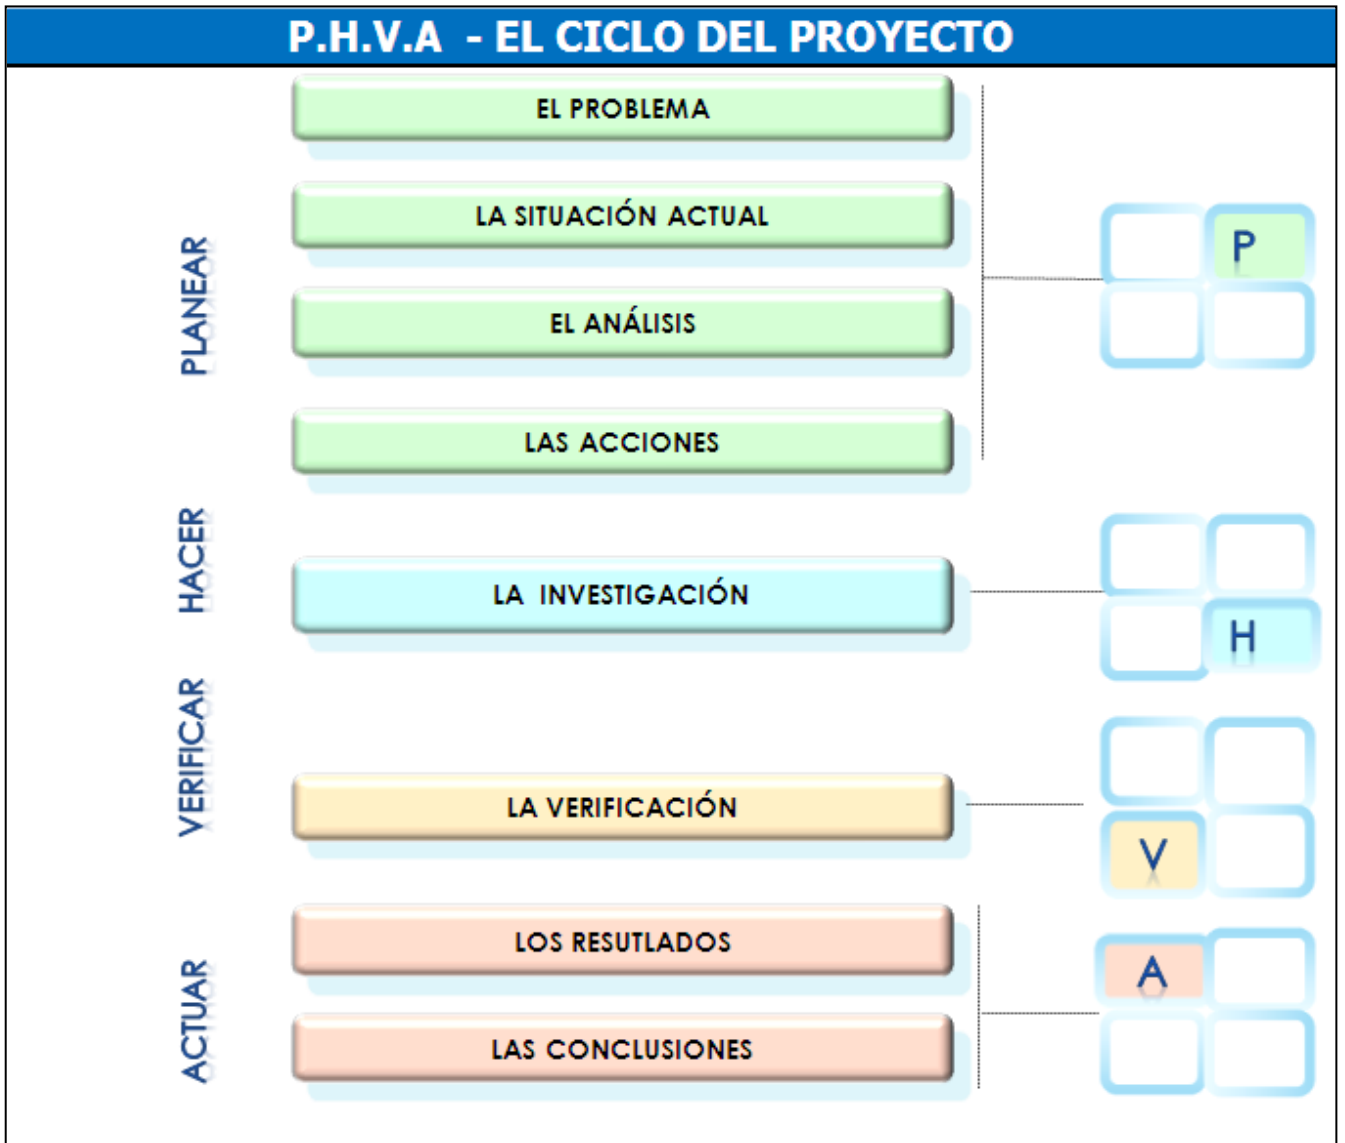 P.H.V.A - EL CICLO DEL PROYECTO
EL PROBLEMA
LA SITUACIÓN ACTUAL
EL ANÁLISIS
LAS ACCIONES
PLANEAR
P
HACER
LA INVESTIGACIÓN
H
VERIFICAR
LA VERIFICACIÓN
V
ACTUAR
LOS RESUTLADOS
LAS CONCLUSIONES
A